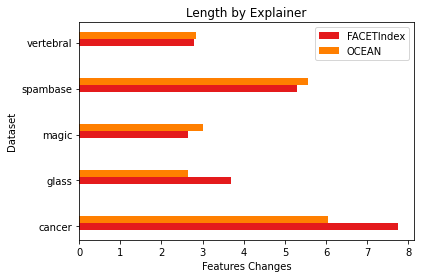 Length by Explainer
FACETIndex
OCEAN
Dataset
vertebral
spambase
magic
glass
cancer
0 1 2 3 4 5 6 7 8
Features Changes